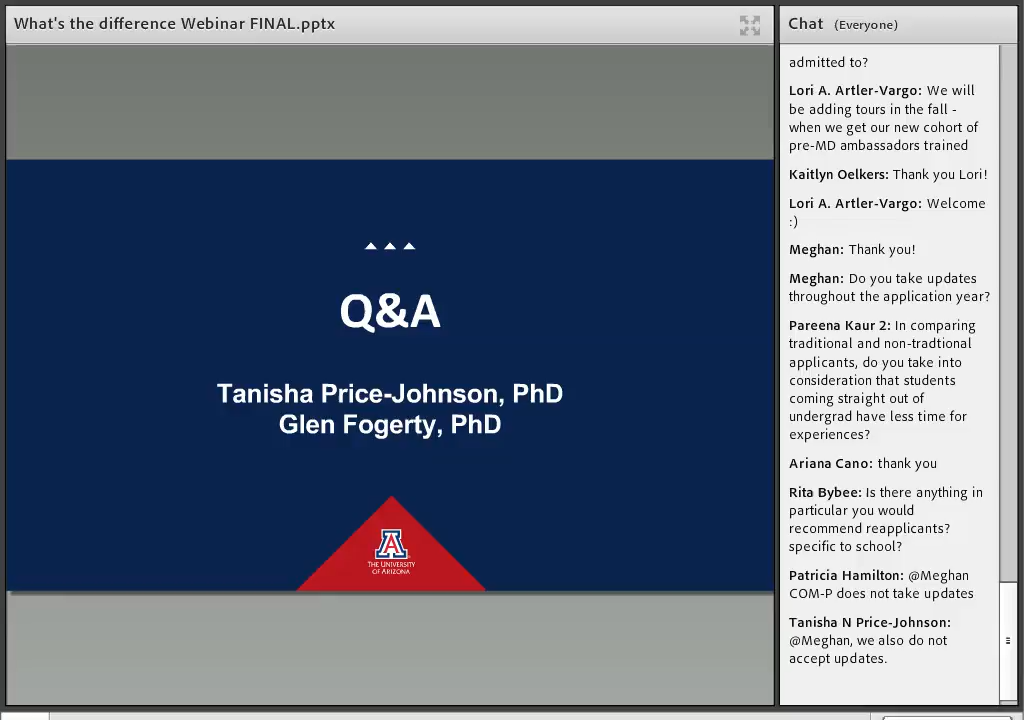 What's the difference Webinar FINAL.pptx
Q&A
Tanisha Price-Johnson, PhD
Glen Fogerty, PhD
A
THE UNIVERSITY
OF ARIZONA
Chat (Everyone)
admitted to?
Lori A. Artler-Vargo: We will
be adding tours in the fall -
when we get our new cohort of
pre-MD ambassadors trained
Kaitlyn Oelkers: Thank you Lori!
Lori A. Artler-Vargo: Welcome
:)
Meghan: Thank you!
Meghan: Do you take updates
throughout the application year?
Pareena Kaur 2: In comparing
traditional and non-tradtional
applicants, do you take into
consideration that students
coming straight out of
undergrad have less time for
experiences?
Ariana Cano: thank you
Rita Bybee: Is there anything in
particular you would
recommend reapplicants?
specific to school?
Patricia Hamilton: @Meghan
COM-P does not take updates
Tanisha N Price-Johnson:
@Meghan, we also do not
accept updates.